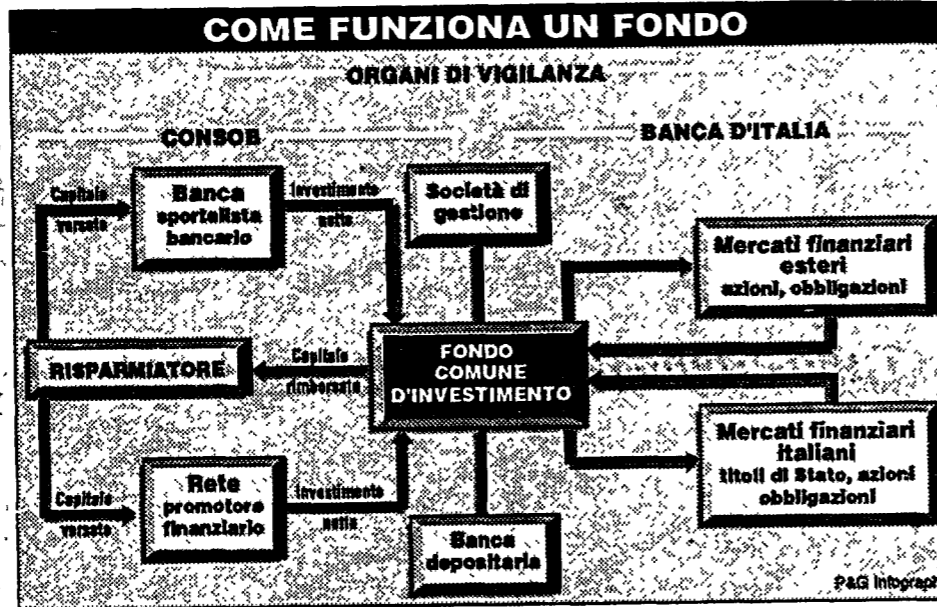 COME FUNZIONA UN FONDO
ORGANI DI VIGILANZA
CONSOB
BANCA D'ITALIA
Capitale
versato
Banca
sportelista
bancario
Investimento
netto
Società di
gestione
Mercati finanziari
esteri
azioni, obbligazioni
RISPARMIATORE
Capitale
rimborsato
FONDO
COMUNE
D'INVESTIMENTO
Mercati finanziari
italiani
titoli di Stato, azioni
obbligazioni
Capitale
versato
Rete
promotore
finanziario
Investimento
netto
Banca
depositaria
P&G Infograph